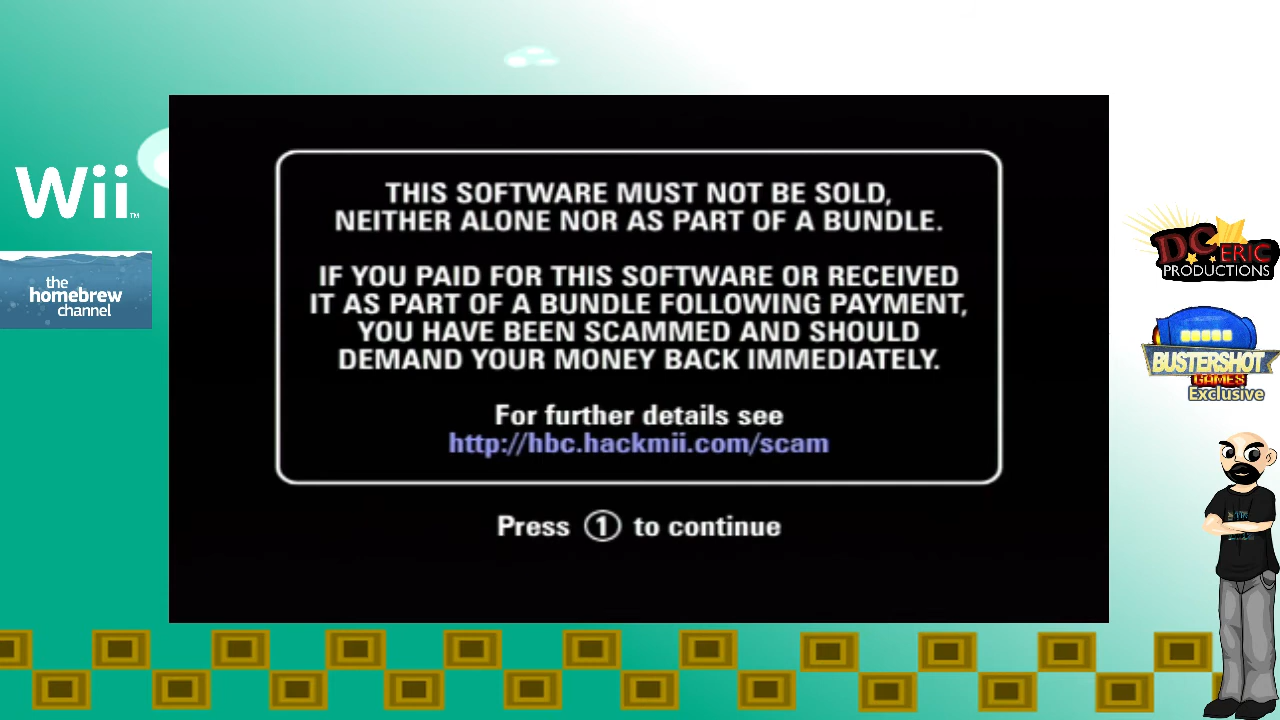 Wii™
the
homebrew
channel
THIS SOFTWARE MUST NOT BE SOLD,
NEITHER ALONE NOR AS PART OF A BUNDLE.
IF YOU PAID FOR THIS SOFTWARE OR RECEIVED
IT AS PART OF A BUNDLE FOLLOWING PAYMENT,
YOU HAVE BEEN SCAMMED AND SHOULD
DEMAND YOUR MONEY BACK IMMEDIATELY.
For further details see
http://hbc.hackmii.com/scam
Press 1 to continue
DC ERIC
PRODUCTIONS
BUSTERSHOT
GAMES
Exclusive